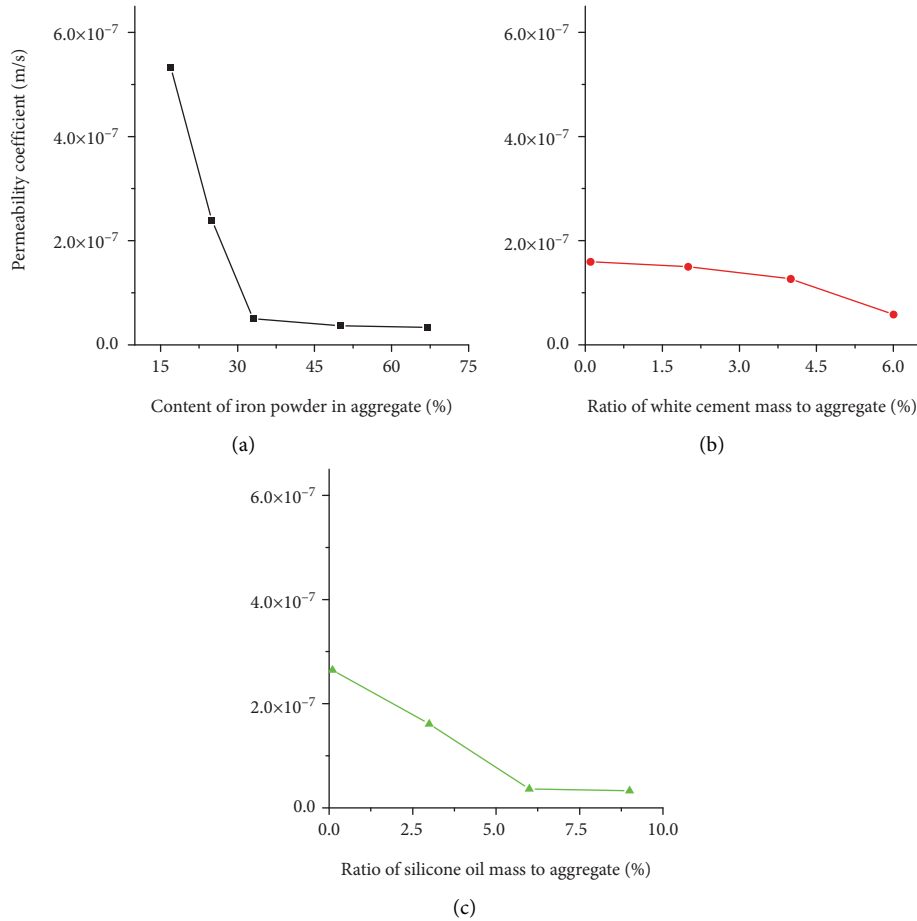 Permeability coefficient (m/s)
6.0×10⁻⁷
4.0×10⁻⁷
2.0×10⁻⁷
0.0
15 30 45 60 75
Content of iron powder in aggregate (%)
(a)
6.0×10⁻⁷
4.0×10⁻⁷
2.0×10⁻⁷
0.0
0.0 1.5 3.0 4.5 6.0
Ratio of white cement mass to aggregate (%)
(b)
6.0×10⁻⁷
4.0×10⁻⁷
2.0×10⁻⁷
0.0
0.0 2.5 5.0 7.5 10.0
Ratio of silicone oil mass to aggregate (%)
(c)